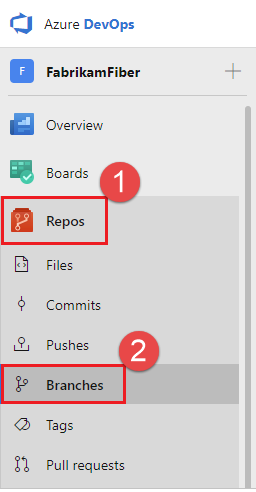 Azure DevOps
F FabrikamFiber
Overview
Boards
1
Repos
Files
Commits
Pushes
2
Branches
Tags
Pull requests